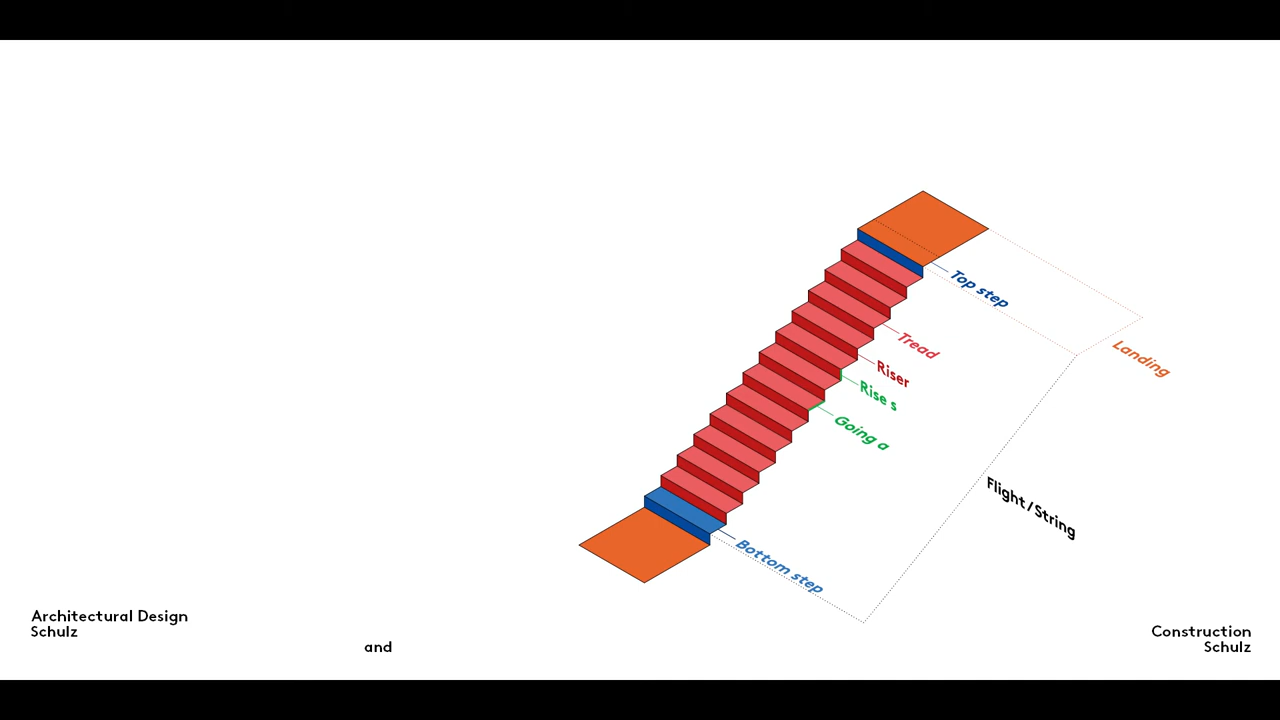 Top step
Tread
Landing
Riser
Rise s
Going a
Flight / String
Bottom step
Architectural Design
Schulz
and
Construction
Schulz